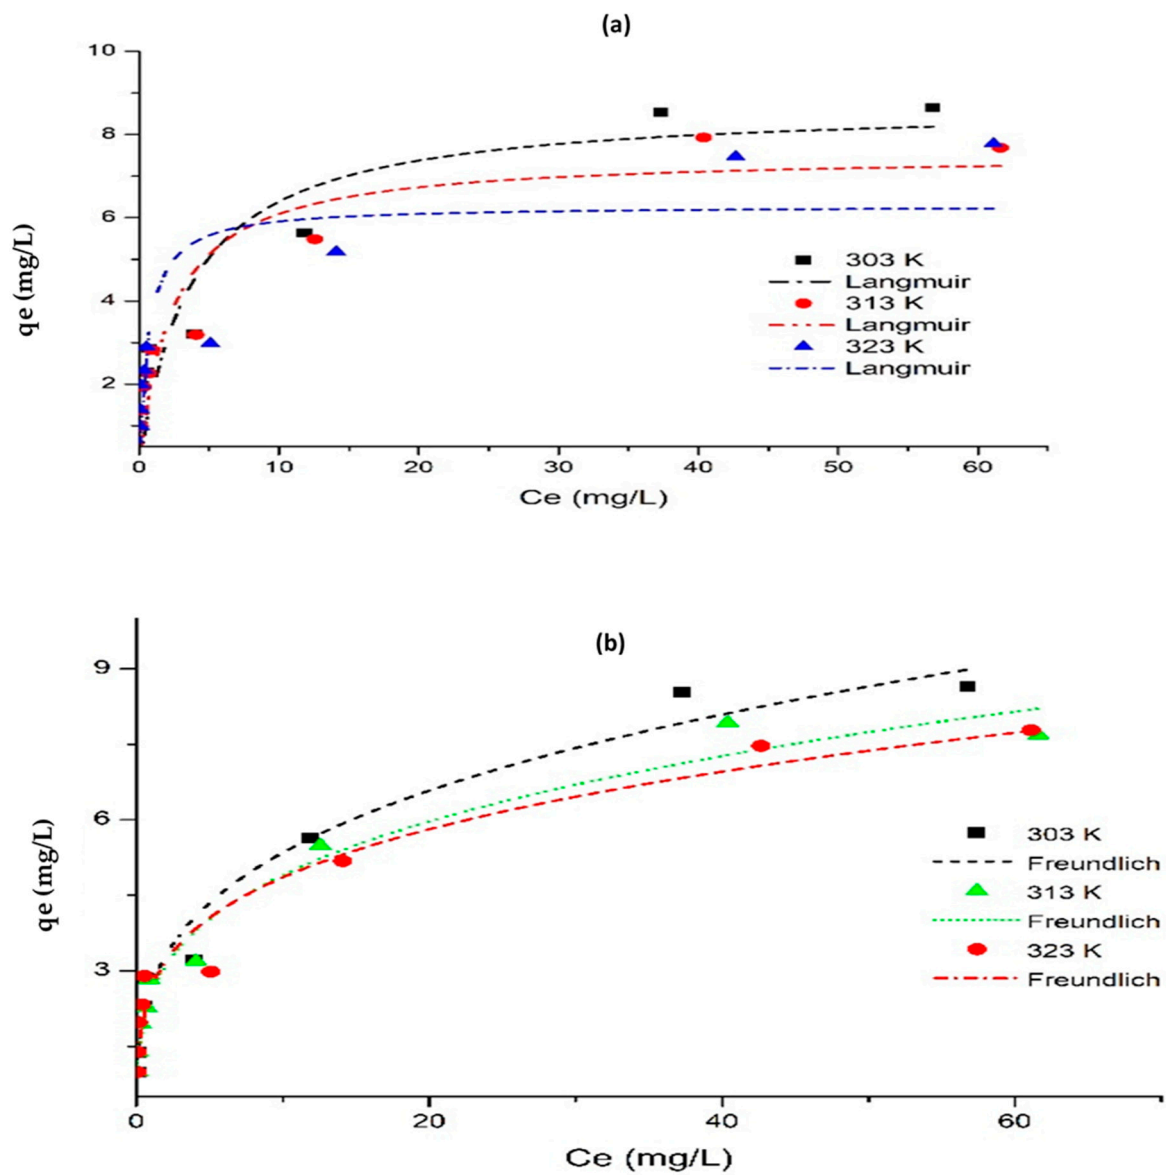 (a)
10
8
6
4
2
qe (mg/L)
303 K
Langmuir
313 K
Langmuir
323 K
Langmuir
0
10
20
30
40
50
60
Ce (mg/L)
(b)
9
6
3
qe (mg/L)
303 K
Freundlich
313 K
Freundlich
323 K
Freundlich
0
20
40
60
Ce (mg/L)